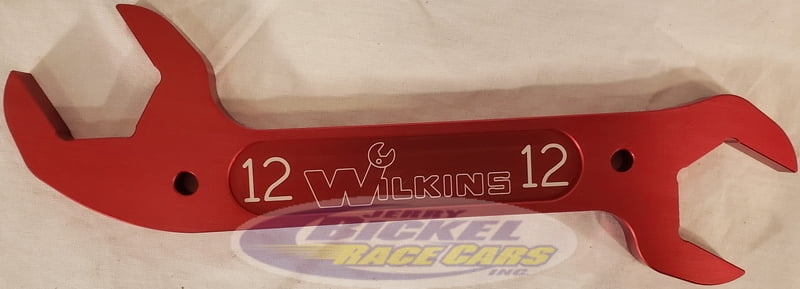 12 WILKINS 12
JERRY
BICKEL
RACE CARS
INC.